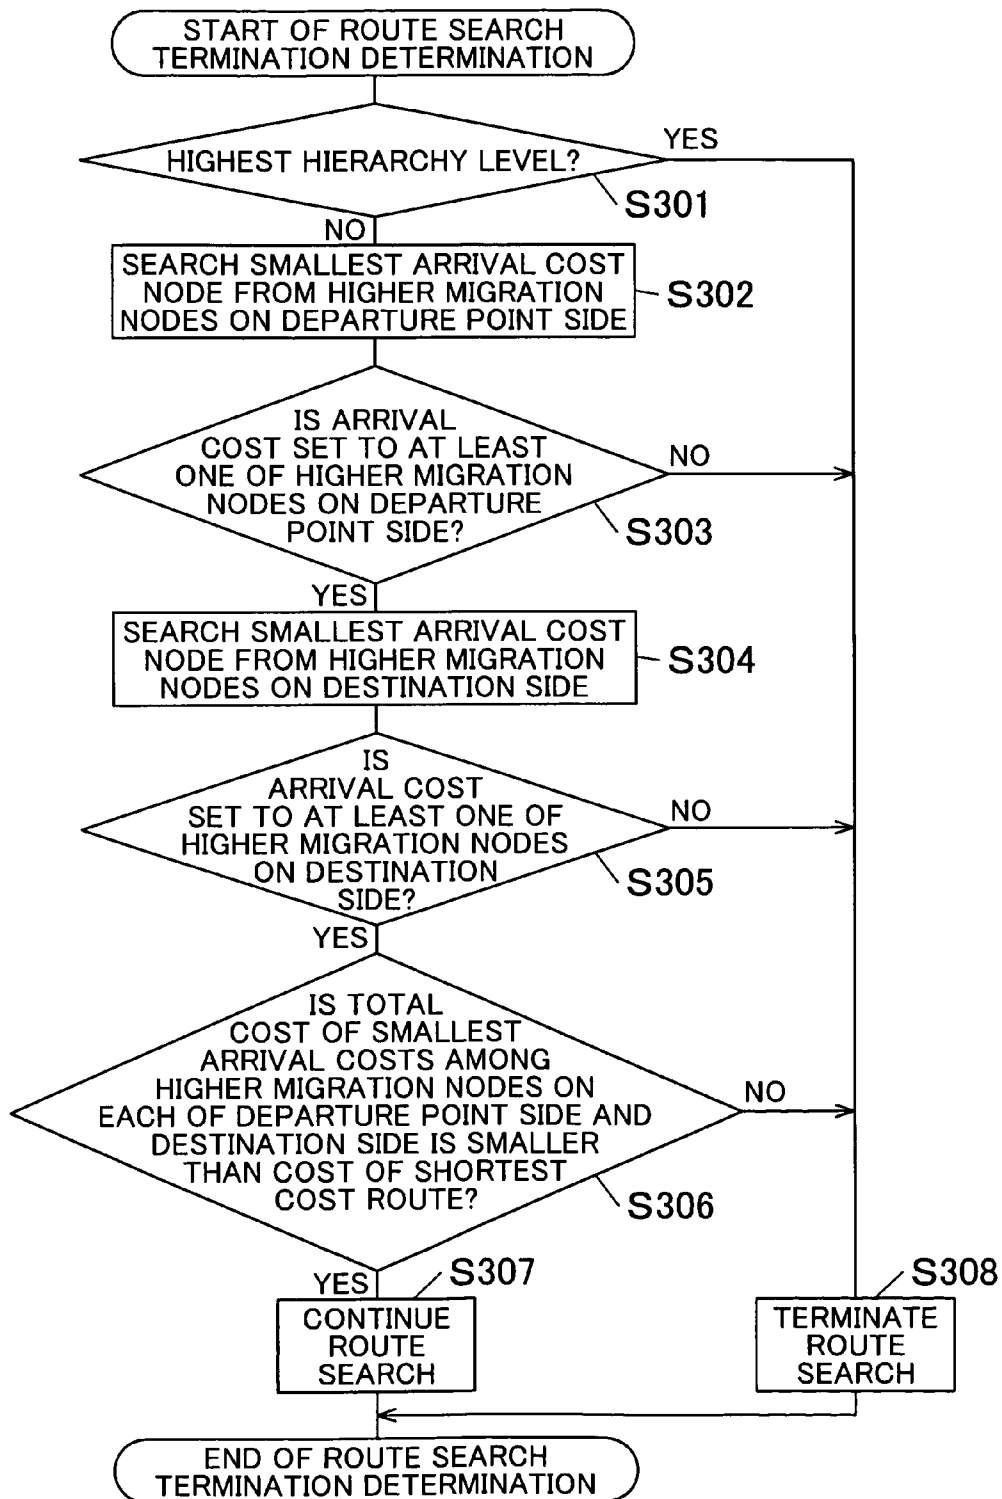 START OF ROUTE SEARCH
TERMINATION DETERMINATION
HIGHEST HIERARCHY LEVEL?
YES
S301
NO
SEARCH SMALLEST ARRIVAL COST
NODE FROM HIGHER MIGRATION
NODES ON DEPARTURE POINT SIDE
S302
IS ARRIVAL
COST SET TO AT LEAST
ONE OF HIGHER MIGRATION
NODES ON DEPARTURE
POINT SIDE?
NO
S303
YES
SEARCH SMALLEST ARRIVAL COST
NODE FROM HIGHER MIGRATION
NODES ON DESTINATION SIDE
S304
IS
ARRIVAL COST
SET TO AT LEAST ONE OF
HIGHER MIGRATION NODES
ON DESTINATION
SIDE?
NO
S305
YES
IS TOTAL
COST OF SMALLEST
ARRIVAL COSTS AMONG
HIGHER MIGRATION NODES ON
EACH OF DEPARTURE POINT SIDE AND
DESTINATION SIDE IS SMALLER
THAN COST OF SHORTEST
COST ROUTE?
NO
S306
YES
S307
CONTINUE
ROUTE
SEARCH
S308
TERMINATE
ROUTE
SEARCH
END OF ROUTE SEARCH
TERMINATION DETERMINATION